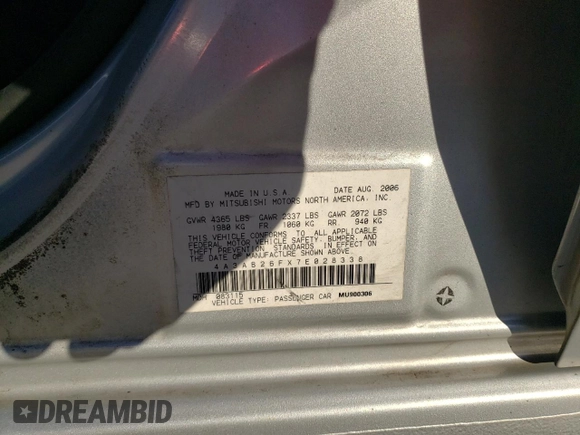 MADE IN U.S.A. DATE AUG. 2006
MFD BY MITSUBISHI MOTORS NORTH AMERICA, INC.
GVWR 4365 LBS GAWR 2337 LBS GAWR 2072 LBS
1980 KG FR 1060 KG RR 940 KG
THIS VEHICLE CONFORMS TO ALL APPLICABLE
FEDERAL MOTOR VEHICLE SAFETY, BUMPER, AND
THEFT PREVENTION STANDARDS IN EFFECT ON
THE DATE OF MANUFACTURE SHOWN ABOVE.
4A3AB26FX7E028338
083115
VEHICLE TYPE: PASSENGER CAR MU900306
DREAMBID